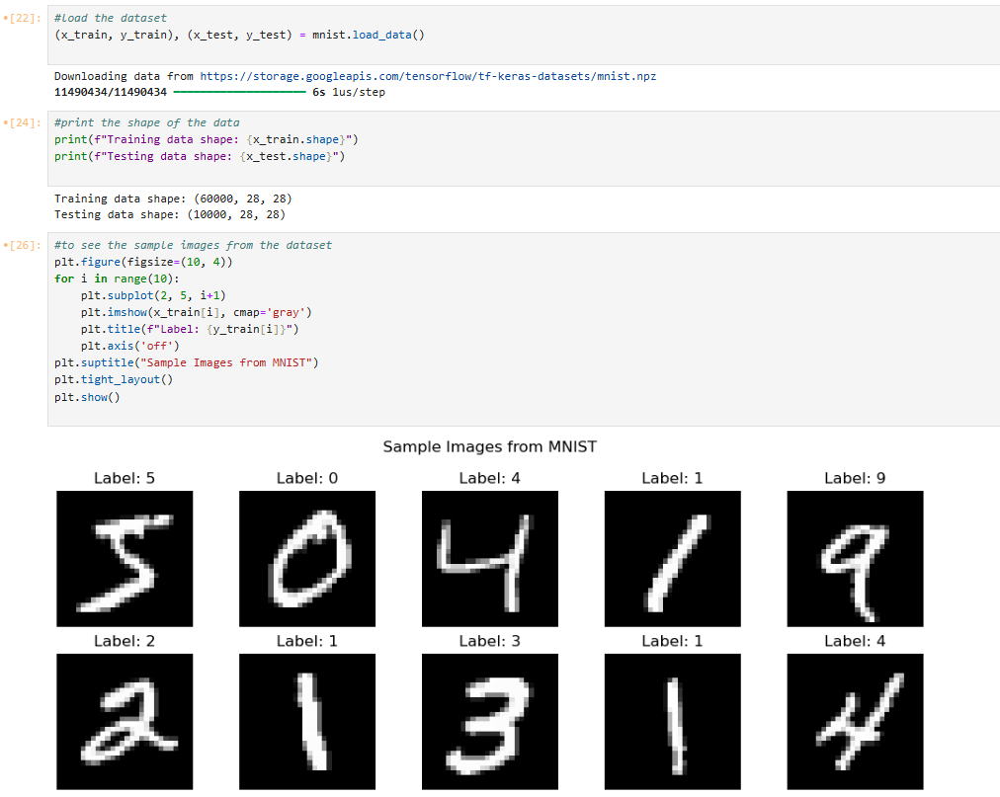 [22]:
#load the dataset
(x_train, y_train), (x_test, y_test) = mnist.load_data()
Downloading data from https://storage.googleapis.com/tensorflow/tf-keras-datasets/mnist.npz
11490434/11490434 ━━━━━━━━━━━━━━━━━━━━ 6s 1us/step
[24]:
#print the shape of the data
print(f"Training data shape: {x_train.shape}")
print(f"Testing data shape: {x_test.shape}")
Training data shape: (60000, 28, 28)
Testing data shape: (10000, 28, 28)
[26]:
#to see the sample images from the dataset
plt.figure(figsize=(10, 4))
for i in range(10):
    plt.subplot(2, 5, i+1)
    plt.imshow(x_train[i], cmap='gray')
    plt.title(f"Label: {y_train[i]}")
    plt.axis('off')
plt.suptitle("Sample Images from MNIST")
plt.tight_layout()
plt.show()
Sample Images from MNIST
Label: 5 Label: 0 Label: 4 Label: 1 Label: 9
5 0 4 1 9
Label: 2 Label: 1 Label: 3 Label: 1 Label: 4
2 1 3 1 4